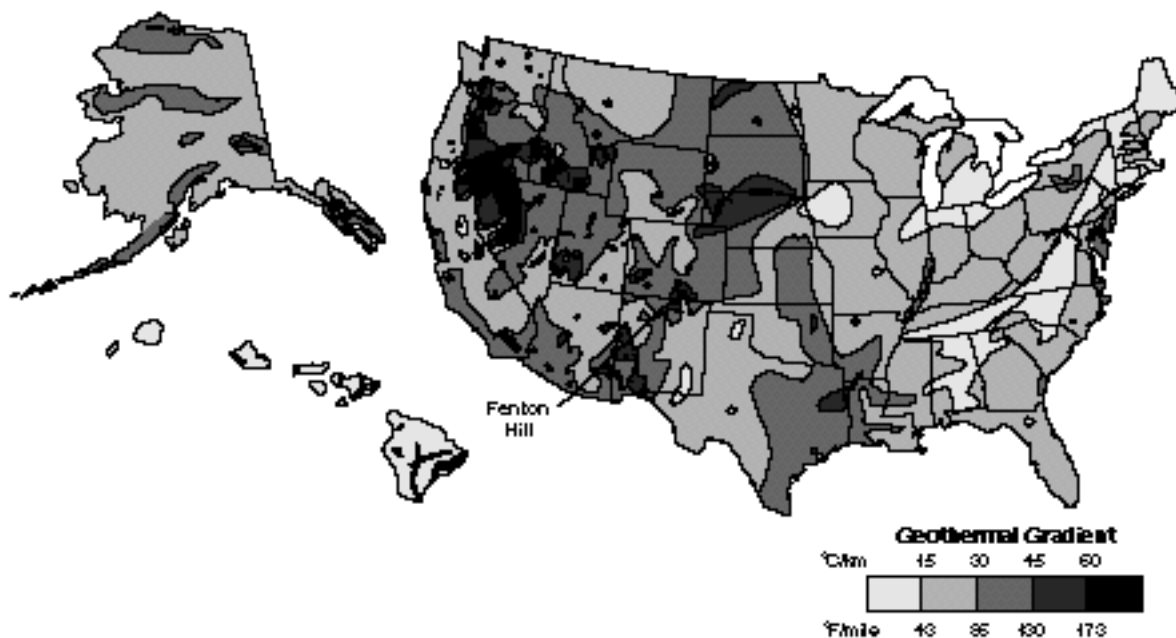 Fenton
Hill
Geothermal Gradient
°C/km 15 30 45 60
°F/mile 43 86 130 173